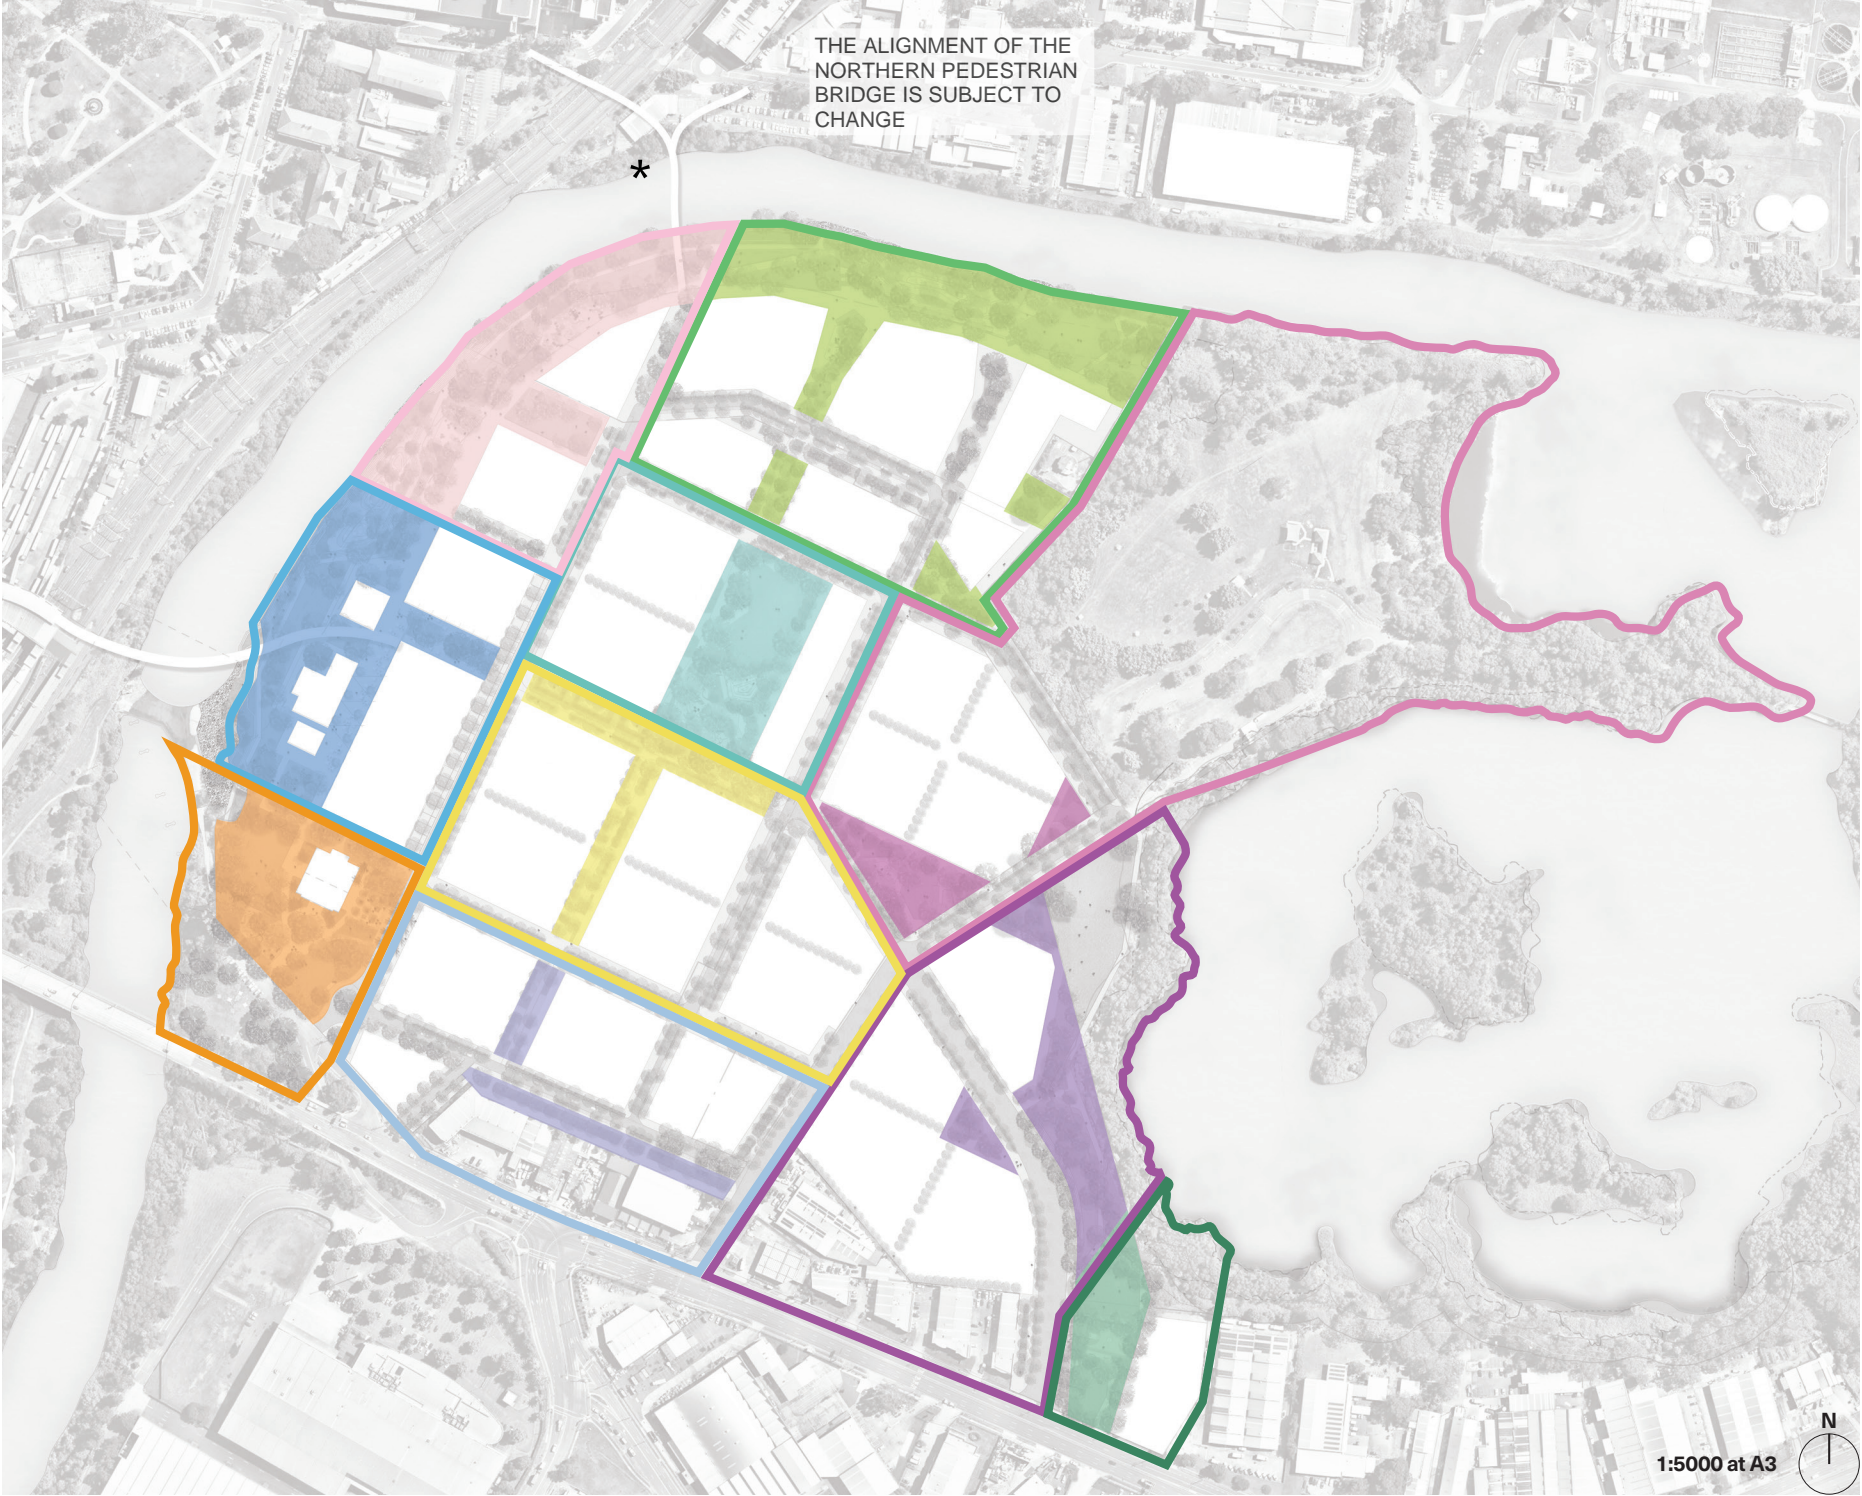 THE ALIGNMENT OF THE
NORTHERN PEDESTRIAN
BRIDGE IS SUBJECT TO
CHANGE
*
N
1:5000 at A3